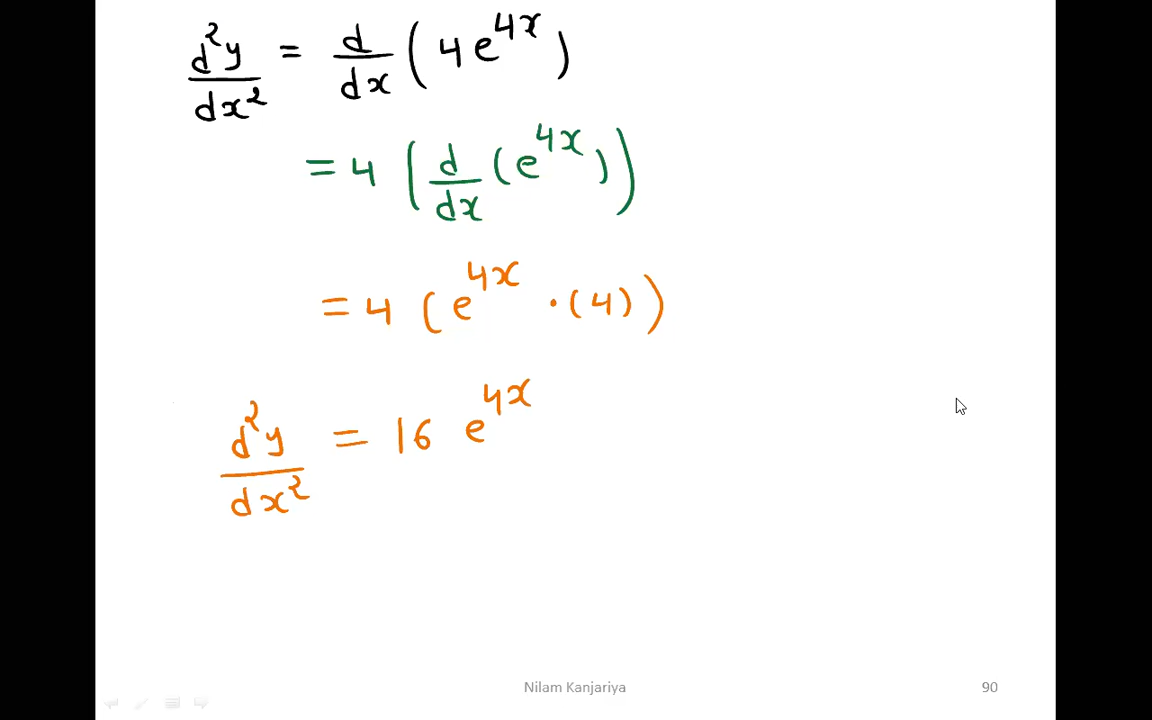 d²y/dx² = d/dx (4e^{4x})
= 4 (d/dx (e^{4x}))
= 4 (e^{4x} · (4))
d²y/dx² = 16 e^{4x}
Nilam Kanjariya
90